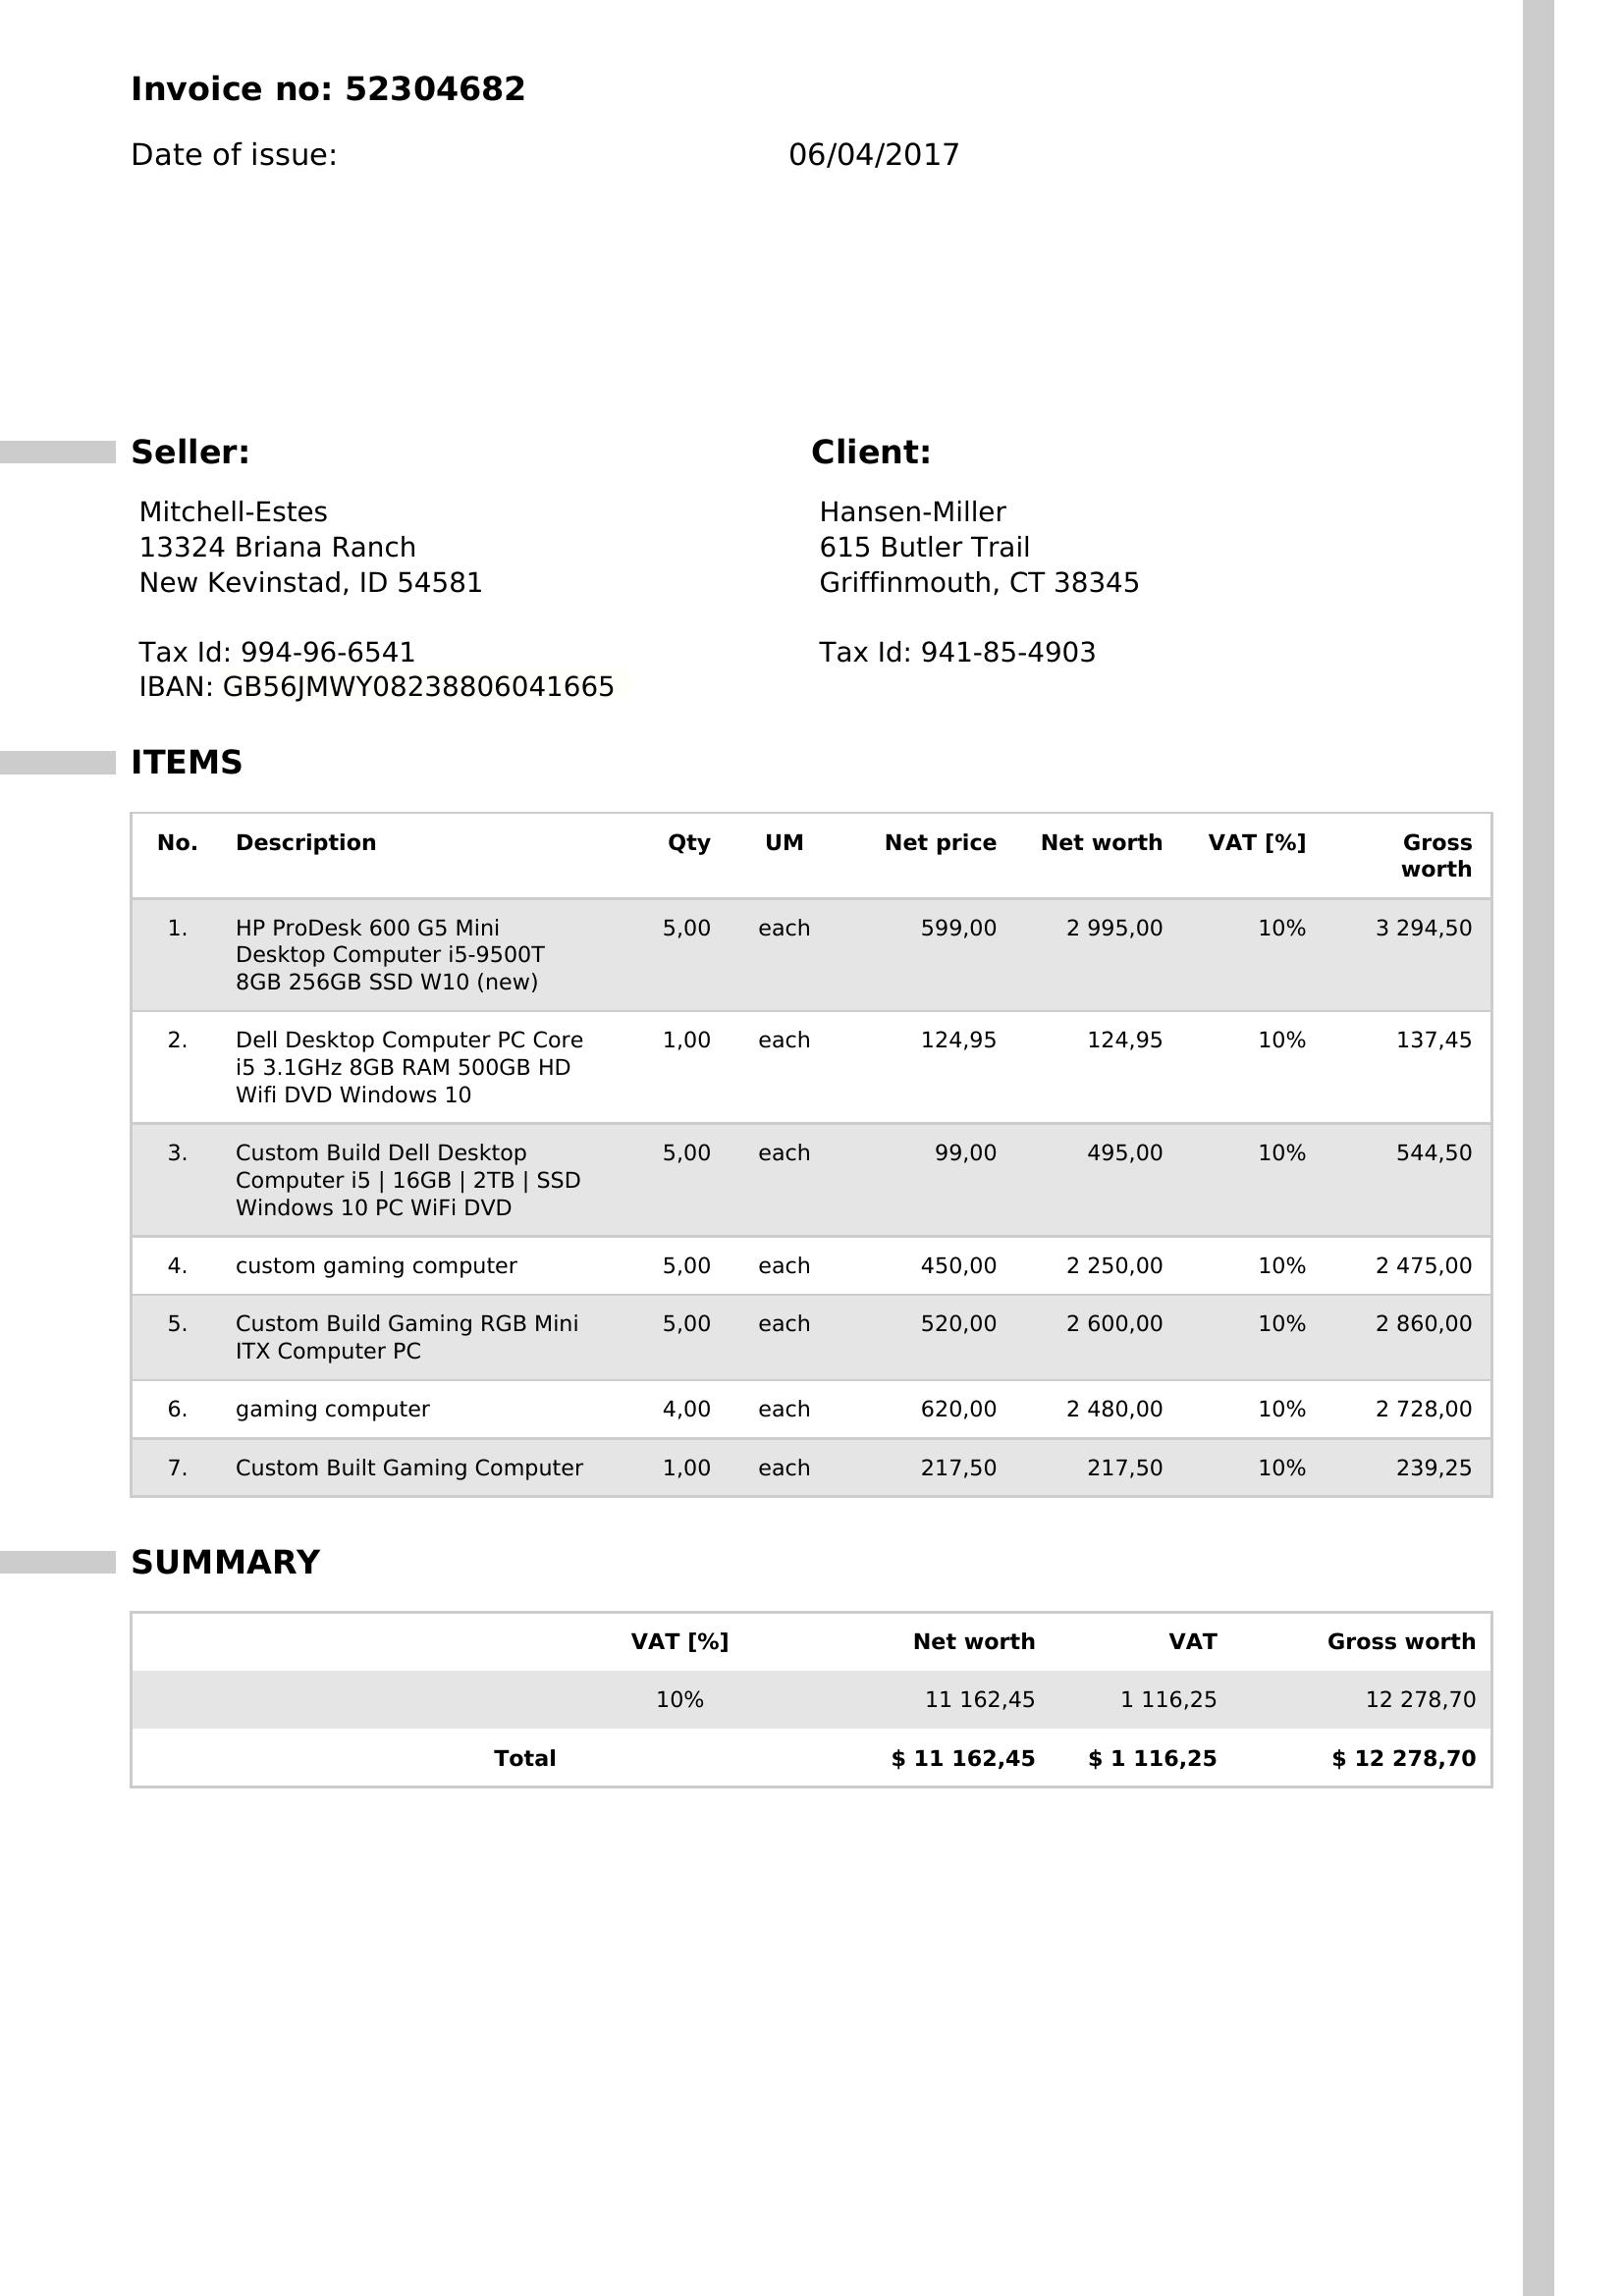 Invoice no: 52304682
Date of issue: 06/04/2017
Seller:
Mitchell-Estes
13324 Briana Ranch
New Kevinstad, ID 54581
Tax Id: 994-96-6541
IBAN: GB56JMWY08238806041665
Client:
Hansen-Miller
615 Butler Trail
Griffinmouth, CT 38345
Tax Id: 941-85-4903
ITEMS
No. Description Qty UM Net price Net worth VAT [%] Gross
worth
1. HP ProDesk 600 G5 Mini 5,00 each 599,00 2 995,00 10% 3 294,50
Desktop Computer i5-9500T
8GB 256GB SSD W10 (new)
2. Dell Desktop Computer PC Core 1,00 each 124,95 124,95 10% 137,45
i5 3.1GHz 8GB RAM 500GB HD
Wifi DVD Windows 10
3. Custom Build Dell Desktop 5,00 each 99,00 495,00 10% 544,50
Computer i5 | 16GB | 2TB | SSD
Windows 10 PC WiFi DVD
4. custom gaming computer 5,00 each 450,00 2 250,00 10% 2 475,00
5. Custom Build Gaming RGB Mini 5,00 each 520,00 2 600,00 10% 2 860,00
ITX Computer PC
6. gaming computer 4,00 each 620,00 2 480,00 10% 2 728,00
7. Custom Built Gaming Computer 1,00 each 217,50 217,50 10% 239,25
SUMMARY
VAT [%] Net worth VAT Gross worth
10% 11 162,45 1 116,25 12 278,70
Total $ 11 162,45 $ 1 116,25 $ 12 278,70